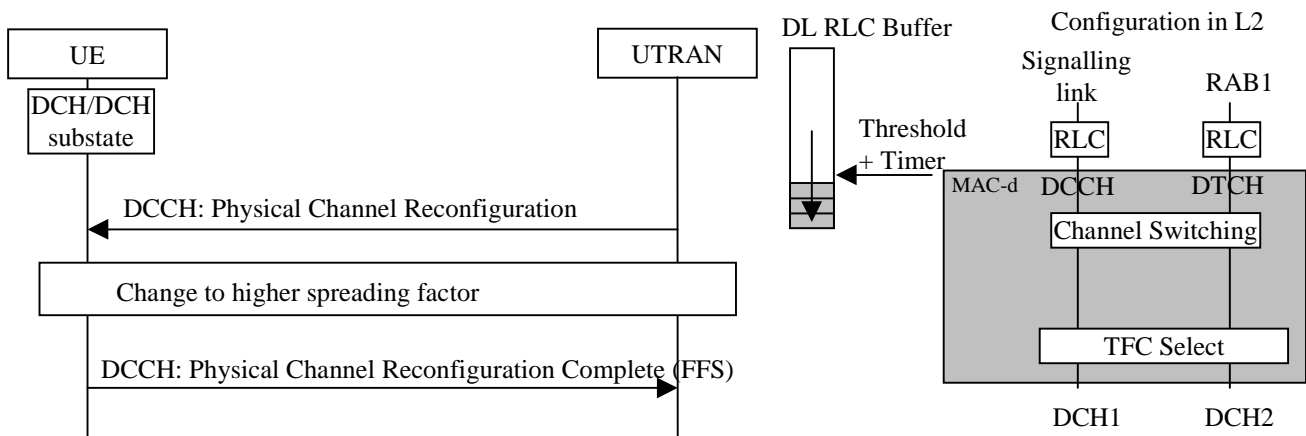 UE
UTRAN
DL RLC Buffer
Configuration in L2
DCH/DCH
substate
Signalling
link
RAB1
Threshold
+ Timer
RLC
RLC
MAC-d
DCCH
DTCH
DCCH: Physical Channel Reconfiguration
Channel Switching
Change to higher spreading factor
TFC Select
DCCH: Physical Channel Reconfiguration Complete (FFS)
DCH1
DCH2